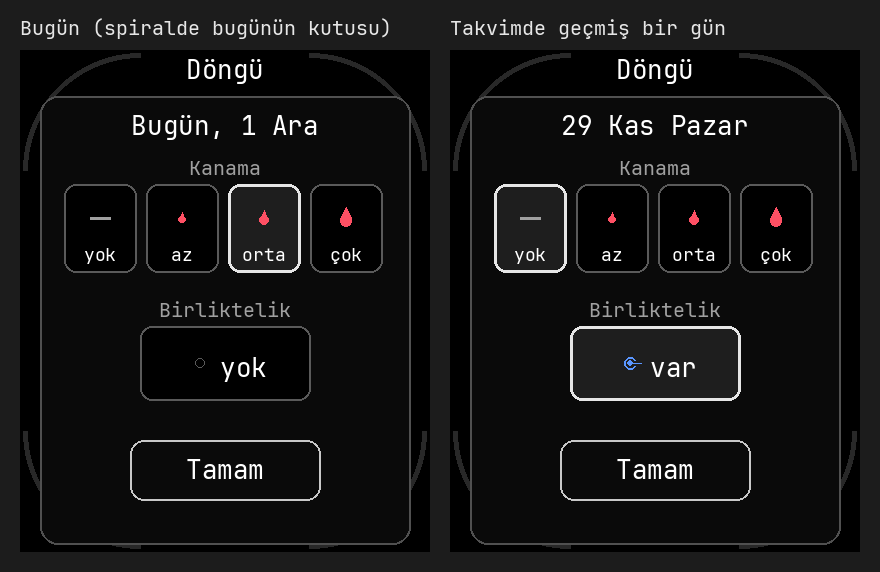 Bugün (spiralde bugünün kutusu)
Döngü
Bugün, 1 Ara
Kanama
yok az orta çok
Birliktelik
yok
Tamam
Takvimde geçmiş bir gün
Döngü
29 Kas Pazar
Kanama
yok az orta çok
Birliktelik
var
Tamam